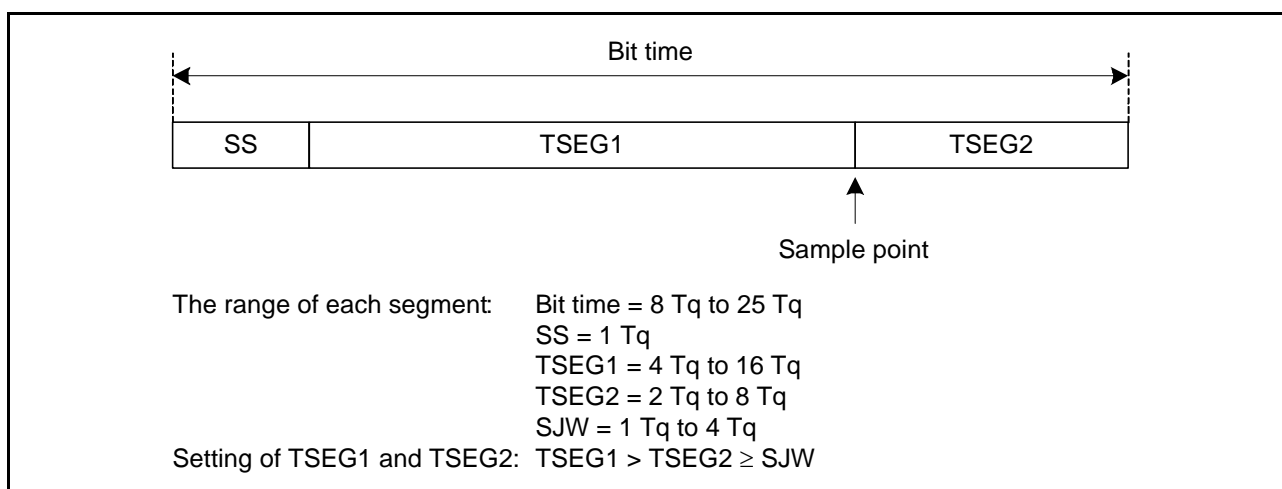 Bit time
SS TSEG1 TSEG2
Sample point
The range of each segment: Bit time = 8 Tq to 25 Tq
SS = 1 Tq
TSEG1 = 4 Tq to 16 Tq
TSEG2 = 2 Tq to 8 Tq
SJW = 1 Tq to 4 Tq
Setting of TSEG1 and TSEG2: TSEG1 > TSEG2 ≥ SJW